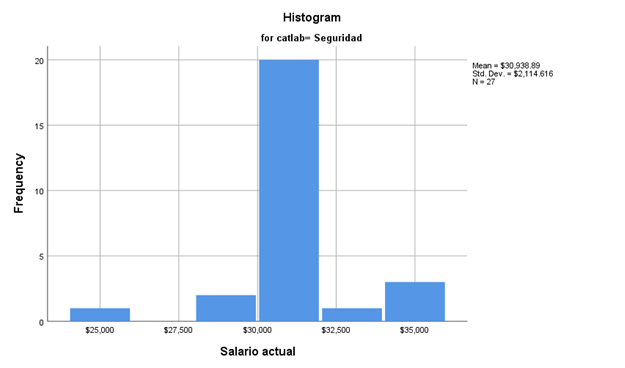 Histogram
for catlab= Seguridad
Mean = $30,938.89
Std. Dev. = $2,114.616
N = 27
Frequency
20
15
10
5
0
$25,000
$27,500
$30,000
$32,500
$35,000
Salario actual